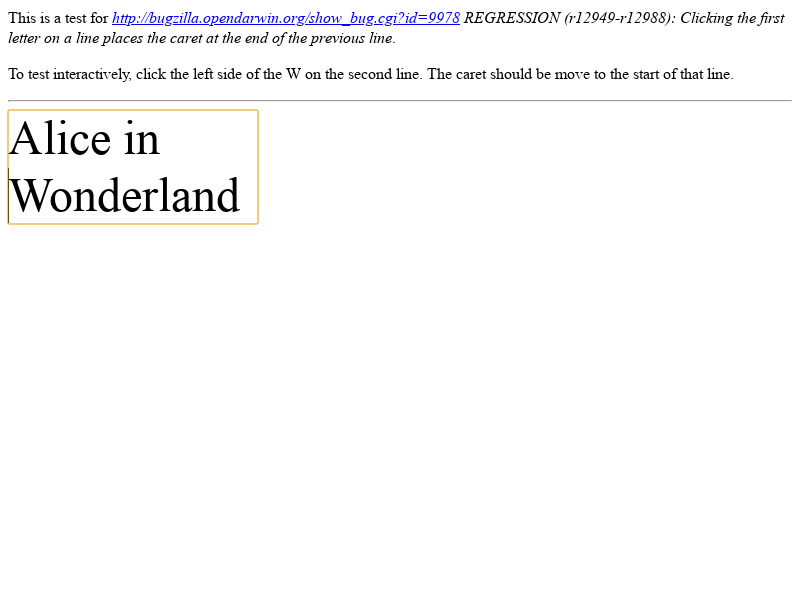 This is a test for http://bugzilla.opendarwin.org/show_bug.cgi?id=9978 REGRESSION (r12949-r12988): Clicking the first
letter on a line places the caret at the end of the previous line.
To test interactively, click the left side of the W on the second line. The caret should be move to the start of that line.
Alice in
Wonderland